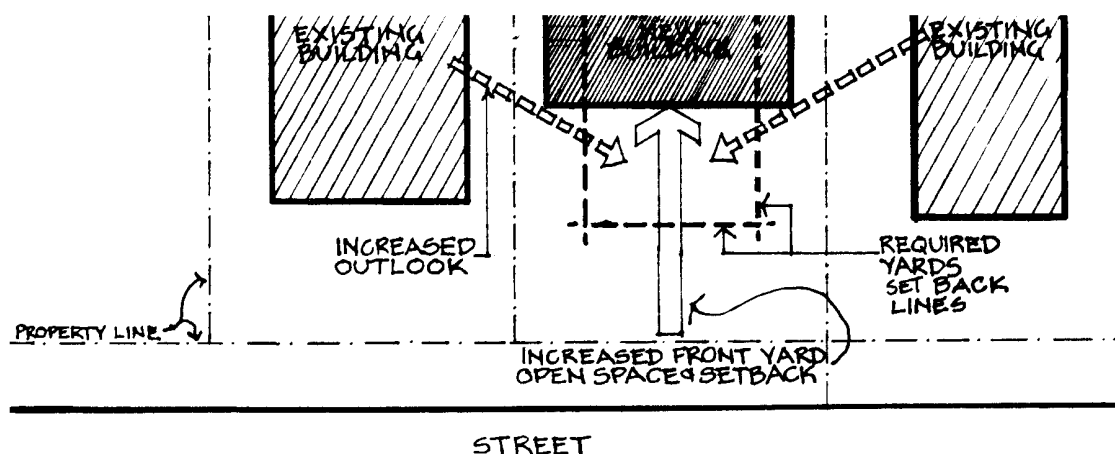 EXISTING
BUILDING
NEW
BUILDING
EXISTING
BUILDING
INCREASED
OUTLOOK
REQUIRED
YARDS
SET BACK
LINES
PROPERTY LINE
INCREASED FRONT YARD
OPEN SPACE & SETBACK
STREET